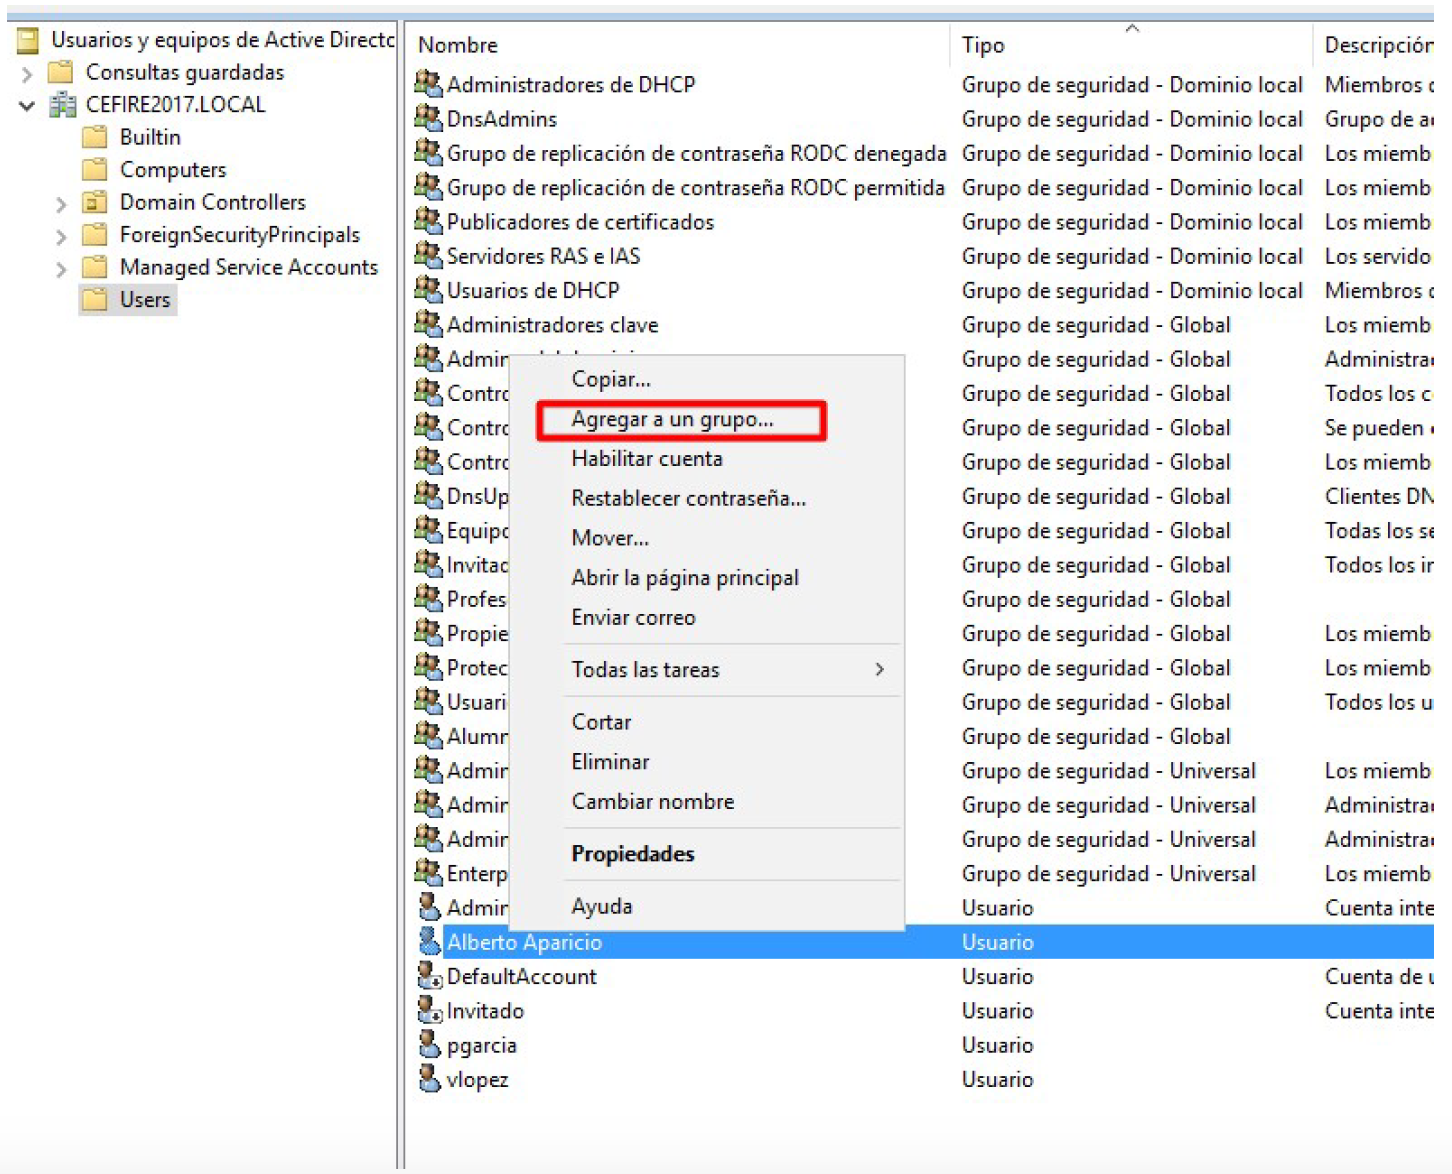 Usuarios y equipos de Active Directo
Consultas guardadas
CEFIRE2017.LOCAL
Builtin
Computers
Domain Controllers
ForeignSecurityPrincipals
Managed Service Accounts
Users
Nombre Tipo Descripción
Administradores de DHCP Grupo de seguridad - Dominio local Miembros d
DnsAdmins Grupo de seguridad - Dominio local Grupo de a
Grupo de replicación de contraseña RODC denegada Grupo de seguridad - Dominio local Los miemb
Grupo de replicación de contraseña RODC permitida Grupo de seguridad - Dominio local Los miemb
Publicadores de certificados Grupo de seguridad - Dominio local Los miemb
Servidores RAS e IAS Grupo de seguridad - Dominio local Los servido
Usuarios de DHCP Grupo de seguridad - Dominio local Miembros d
Administradores clave Grupo de seguridad - Global Los miemb
Admin Grupo de seguridad - Global Administra
Contro Grupo de seguridad - Global Todos los c
Contro Grupo de seguridad - Global Se pueden
Contro Grupo de seguridad - Global Los miemb
DnsUp Grupo de seguridad - Global Clientes DN
Equipo Grupo de seguridad - Global Todas los se
Invitad Grupo de seguridad - Global Todos los in
Profes Grupo de seguridad - Global
Propie Grupo de seguridad - Global Los miemb
Protec Grupo de seguridad - Global Los miemb
Usuari Grupo de seguridad - Global Todos los u
Alumn Grupo de seguridad - Global
Admin Grupo de seguridad - Universal Los miemb
Admin Grupo de seguridad - Universal Administra
Admin Grupo de seguridad - Universal Administra
Enterp Grupo de seguridad - Universal Los miemb
Admin Usuario Cuenta inte
Alberto Aparicio Usuario
DefaultAccount Usuario Cuenta de u
Invitado Usuario Cuenta inte
pgarcia Usuario
vlopez Usuario
Copiar...
Agregar a un grupo...
Habilitar cuenta
Restablecer contraseña...
Mover...
Abrir la página principal
Enviar correo
Todas las tareas
Cortar
Eliminar
Cambiar nombre
Propiedades
Ayuda